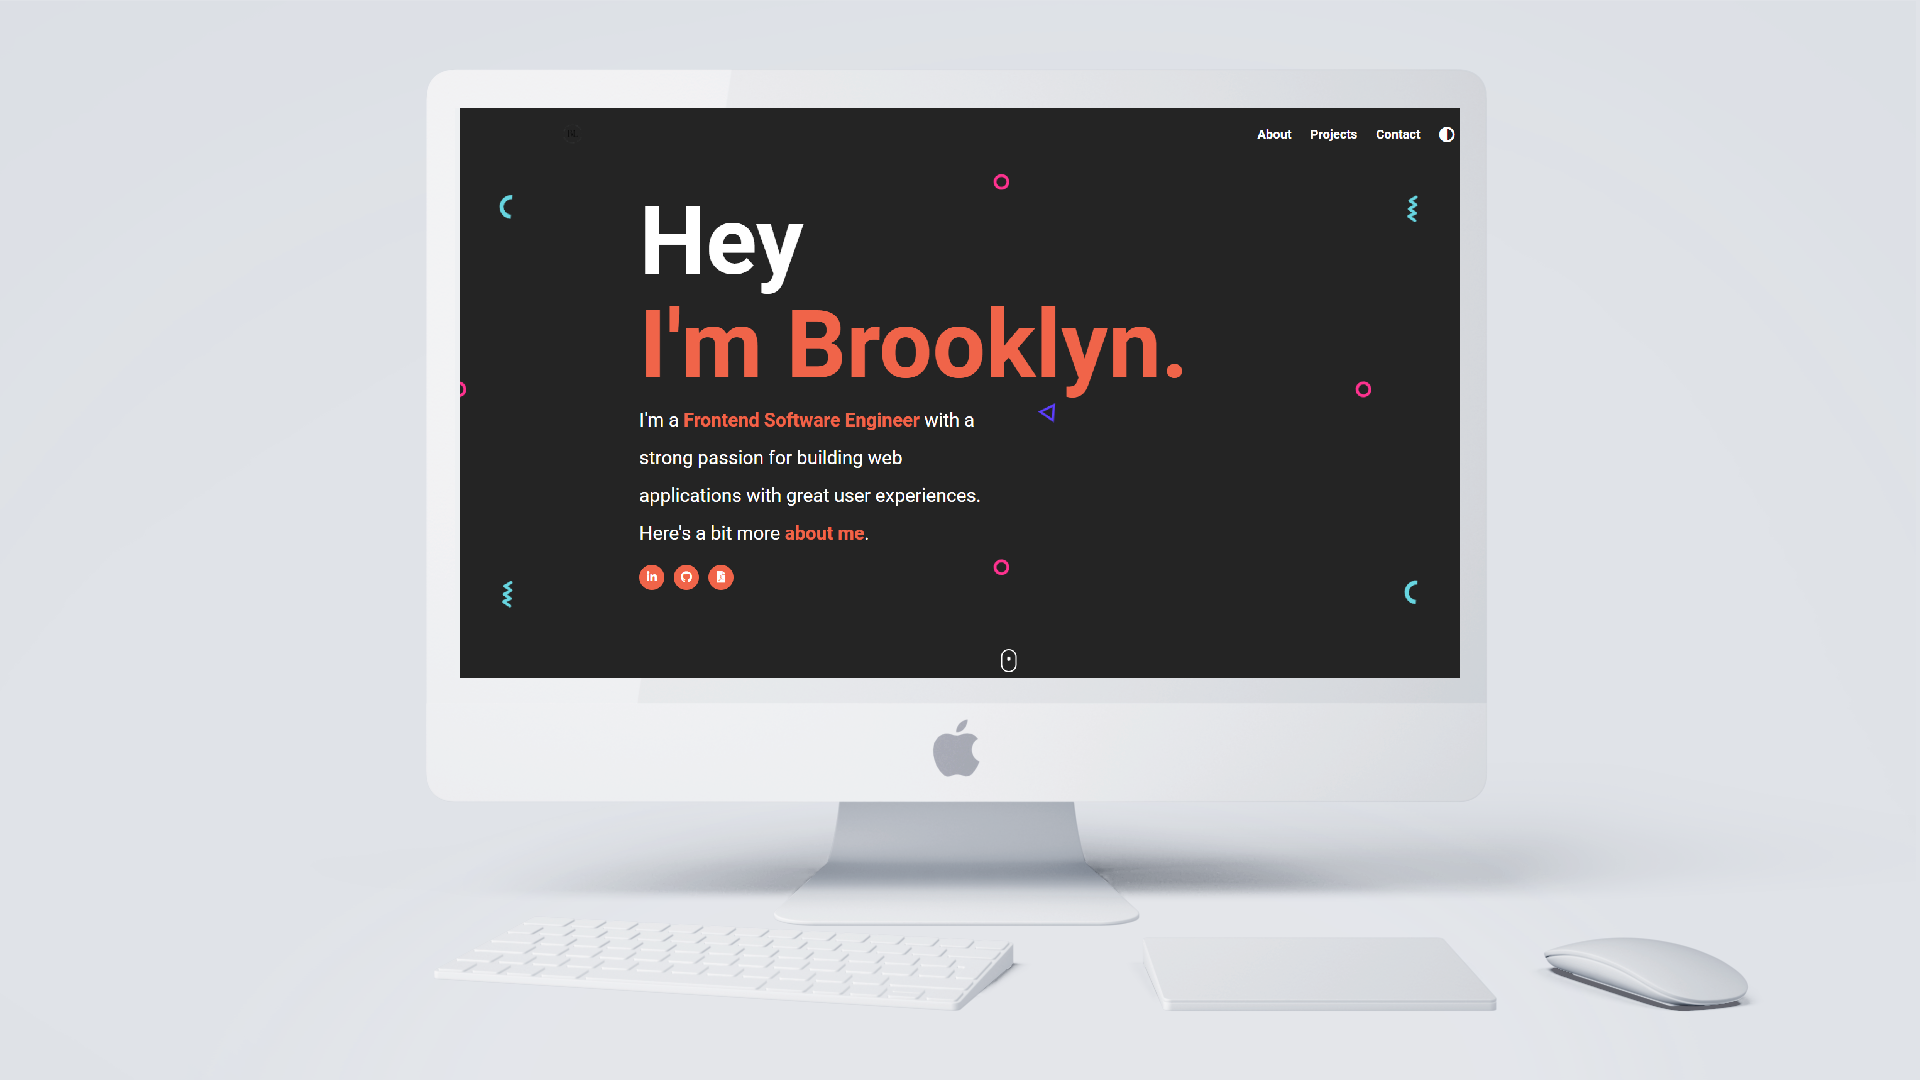 About Projects Contact
Hey
I'm Brooklyn.
I'm a Frontend Software Engineer with a
strong passion for building web
applications with great user experiences.
Here's a bit more about me.
in